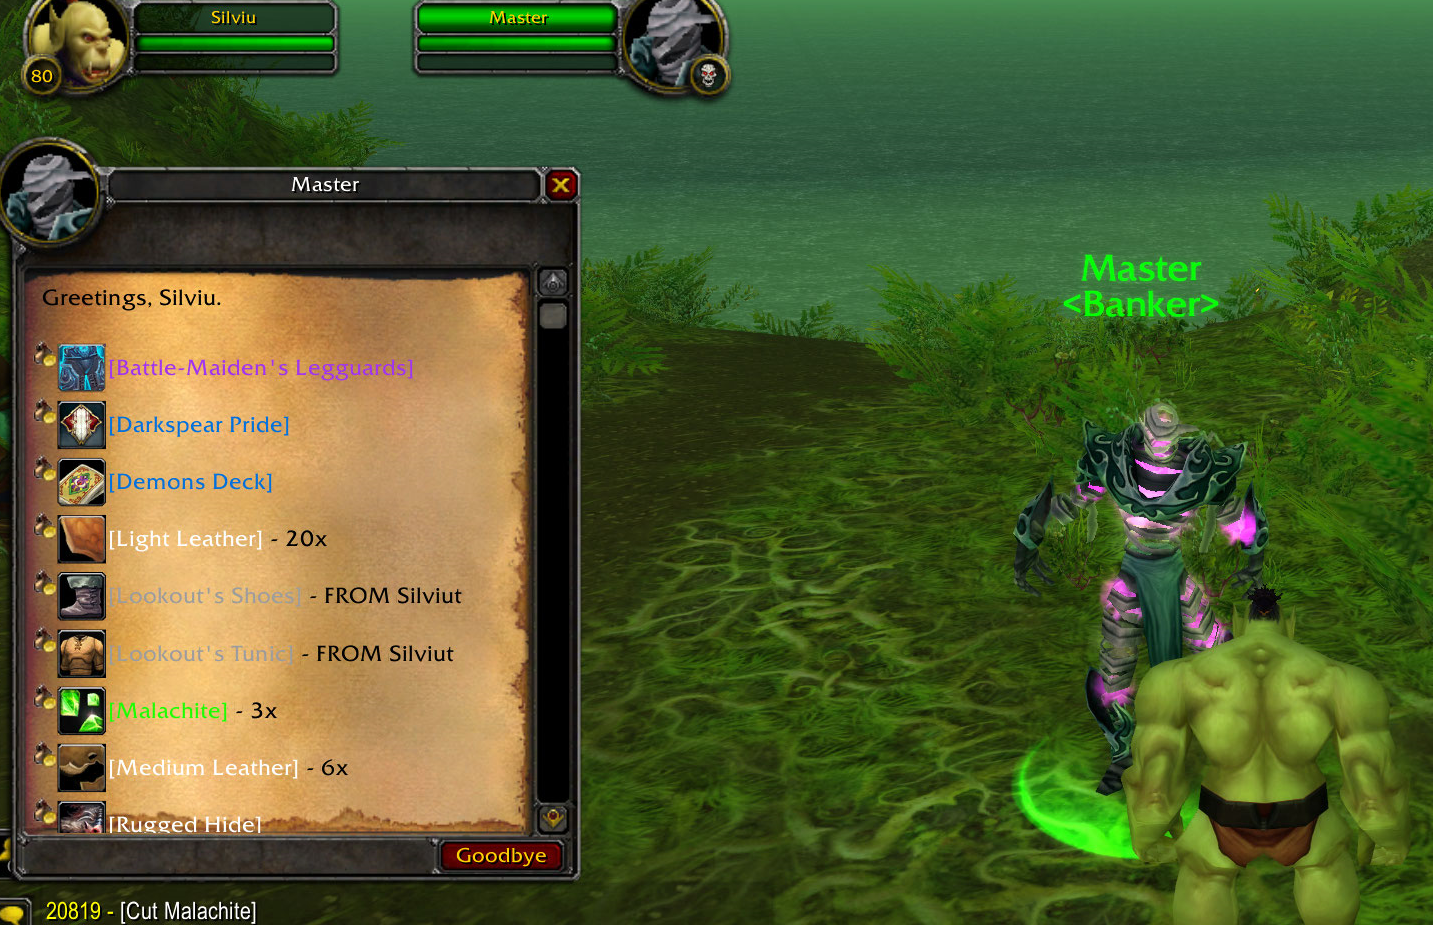 Silviu
80
Master
Master
Greetings, Silviu.
[Battle-Maiden's Legguards]
[Darkspear Pride]
[Demons Deck]
[Light Leather] - 20x
[Lookout's Shoes] - FROM Silviut
[Lookout's Tunic] - FROM Silviut
[Malachite] - 3x
[Medium Leather] - 6x
[Rugged Hide]
Goodbye
20819 - [Cut Malachite]
Master
<Banker>